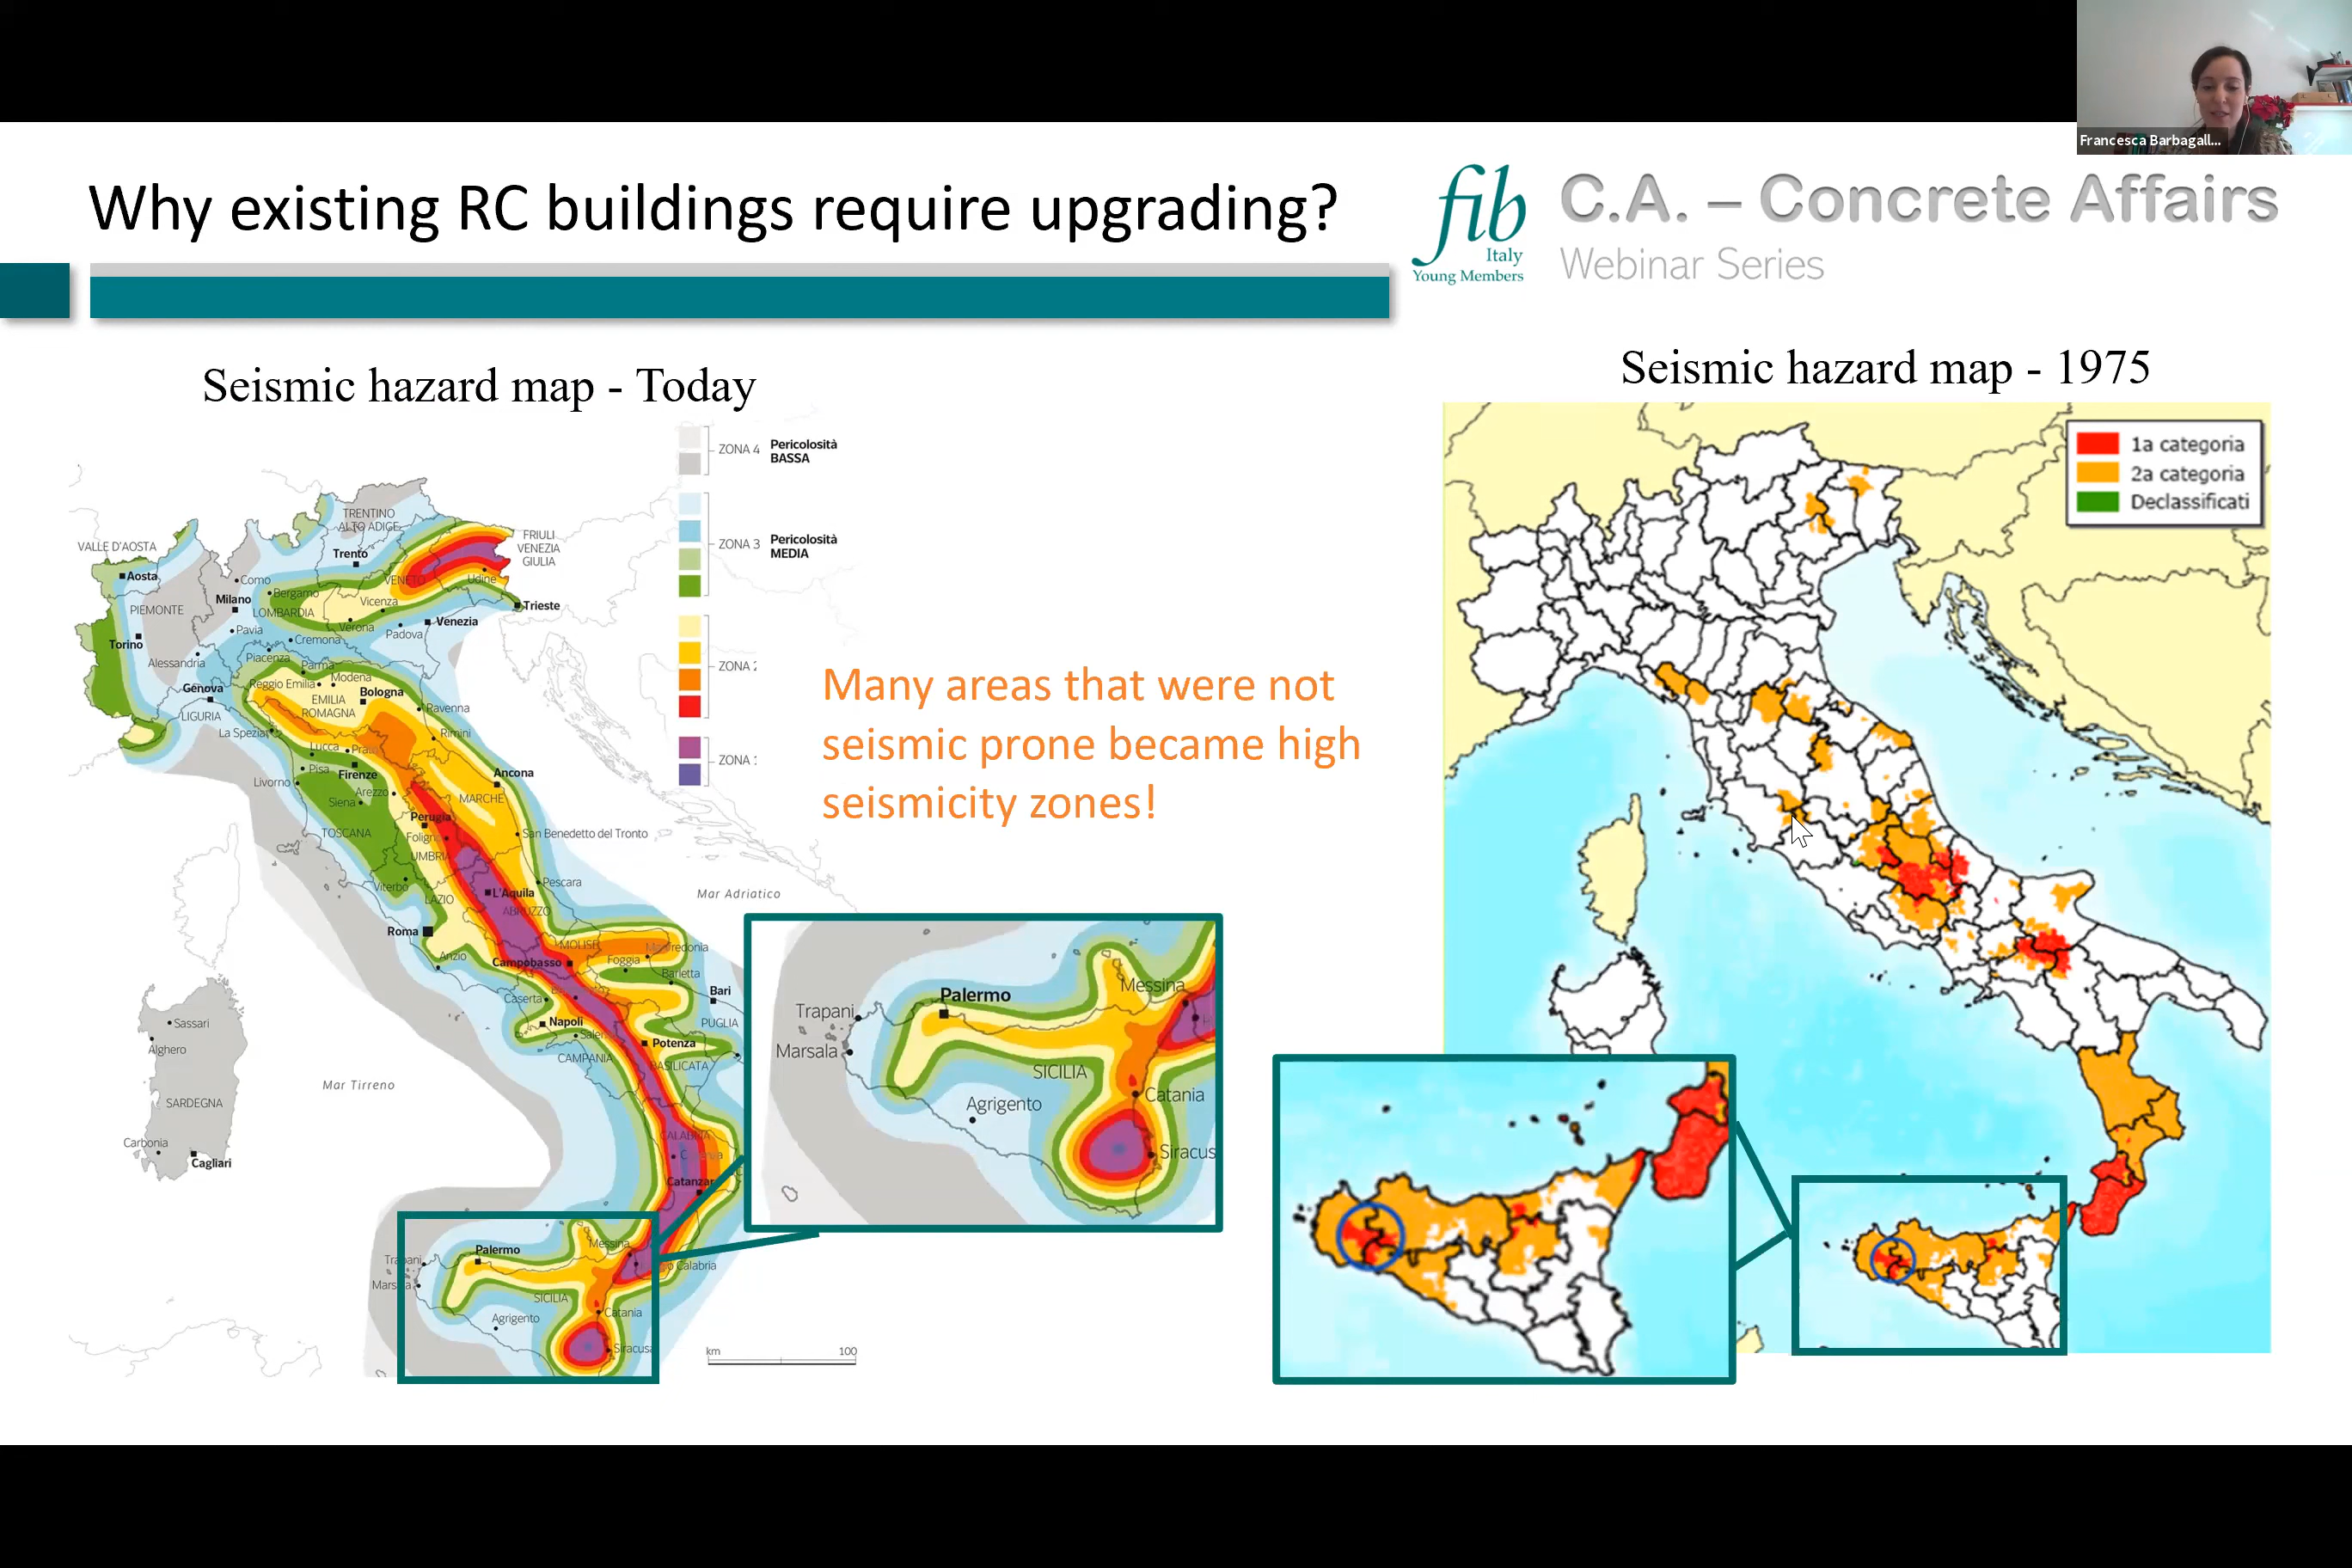 Francesca Barbagall...
Why existing RC buildings require upgrading?
fib
Italy
Young Members
C.A. – Concrete Affairs
Webinar Series
Seismic hazard map - Today
ZONA 4
Pericolosità
BASSA
ZONA 3
Pericolosità
MEDIA
TRENTINO
ALTO ADIGE
FRIULI
VENEZIA
GIULIA
VALLE D'AOSTA
Trento
Aosta
Como
VENETO
Udine
Bergamo
Milano
PIEMONTE
LOMBARDIA
Vicenza
Trieste
Venezia
Pavia
Verona
Padova
Torino
Cremona
Alessandria
Piacenza
Parma
Modena
Genova
Reggio Emilia
Bologna
EMILIA
ROMAGNA
LIGURIA
Ravenna
La Spezia
Rimini
Lucca
Prato
Pisa
Firenze
Ancona
Livorno
Arezzo
Siena
MARCHE
Perugia
TOSCANA
Foligno
San Benedetto del Tronto
UMBRIA
Viterbo
Pescara
L'Aquila
LAZIO
ABRUZZO
Mar Adriatico
Roma
MOLISE
Manfredonia
Anzio
Campobasso
Foggia
Barletta
Caserta
Bari
Napoli
PUGLIA
Potenza
CAMPANIA
BASILICATA
Sassari
Alghero
Mar Tirreno
SARDEGNA
Carbonia
Cagliari
CALABRIA
Catanzar
Trapani
Palermo
Messina
Calabria
SICILIA
Catania
Agrigento
Siracus
km
100
Many areas that were not
seismic prone became high
seismicity zones!
Palermo
Messina
Trapani
Marsala
SICILIA
Catania
Agrigento
Siracus
Seismic hazard map - 1975
1a categoria
2a categoria
Declassificati